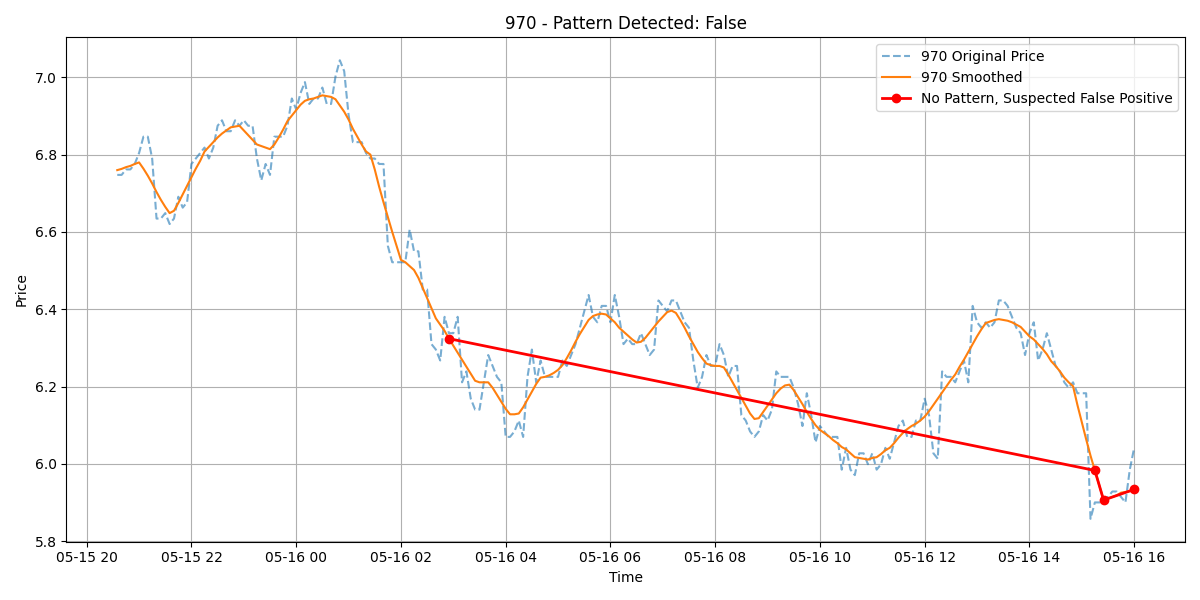 970 - Pattern Detected: False
970 Original Price
970 Smoothed
No Pattern, Suspected False Positive
Price
7.0
6.8
6.6
6.4
6.2
6.0
5.8
05-15 20 05-15 22 05-16 00 05-16 02 05-16 04 05-16 06 05-16 08 05-16 10 05-16 12 05-16 14 05-16 16
Time